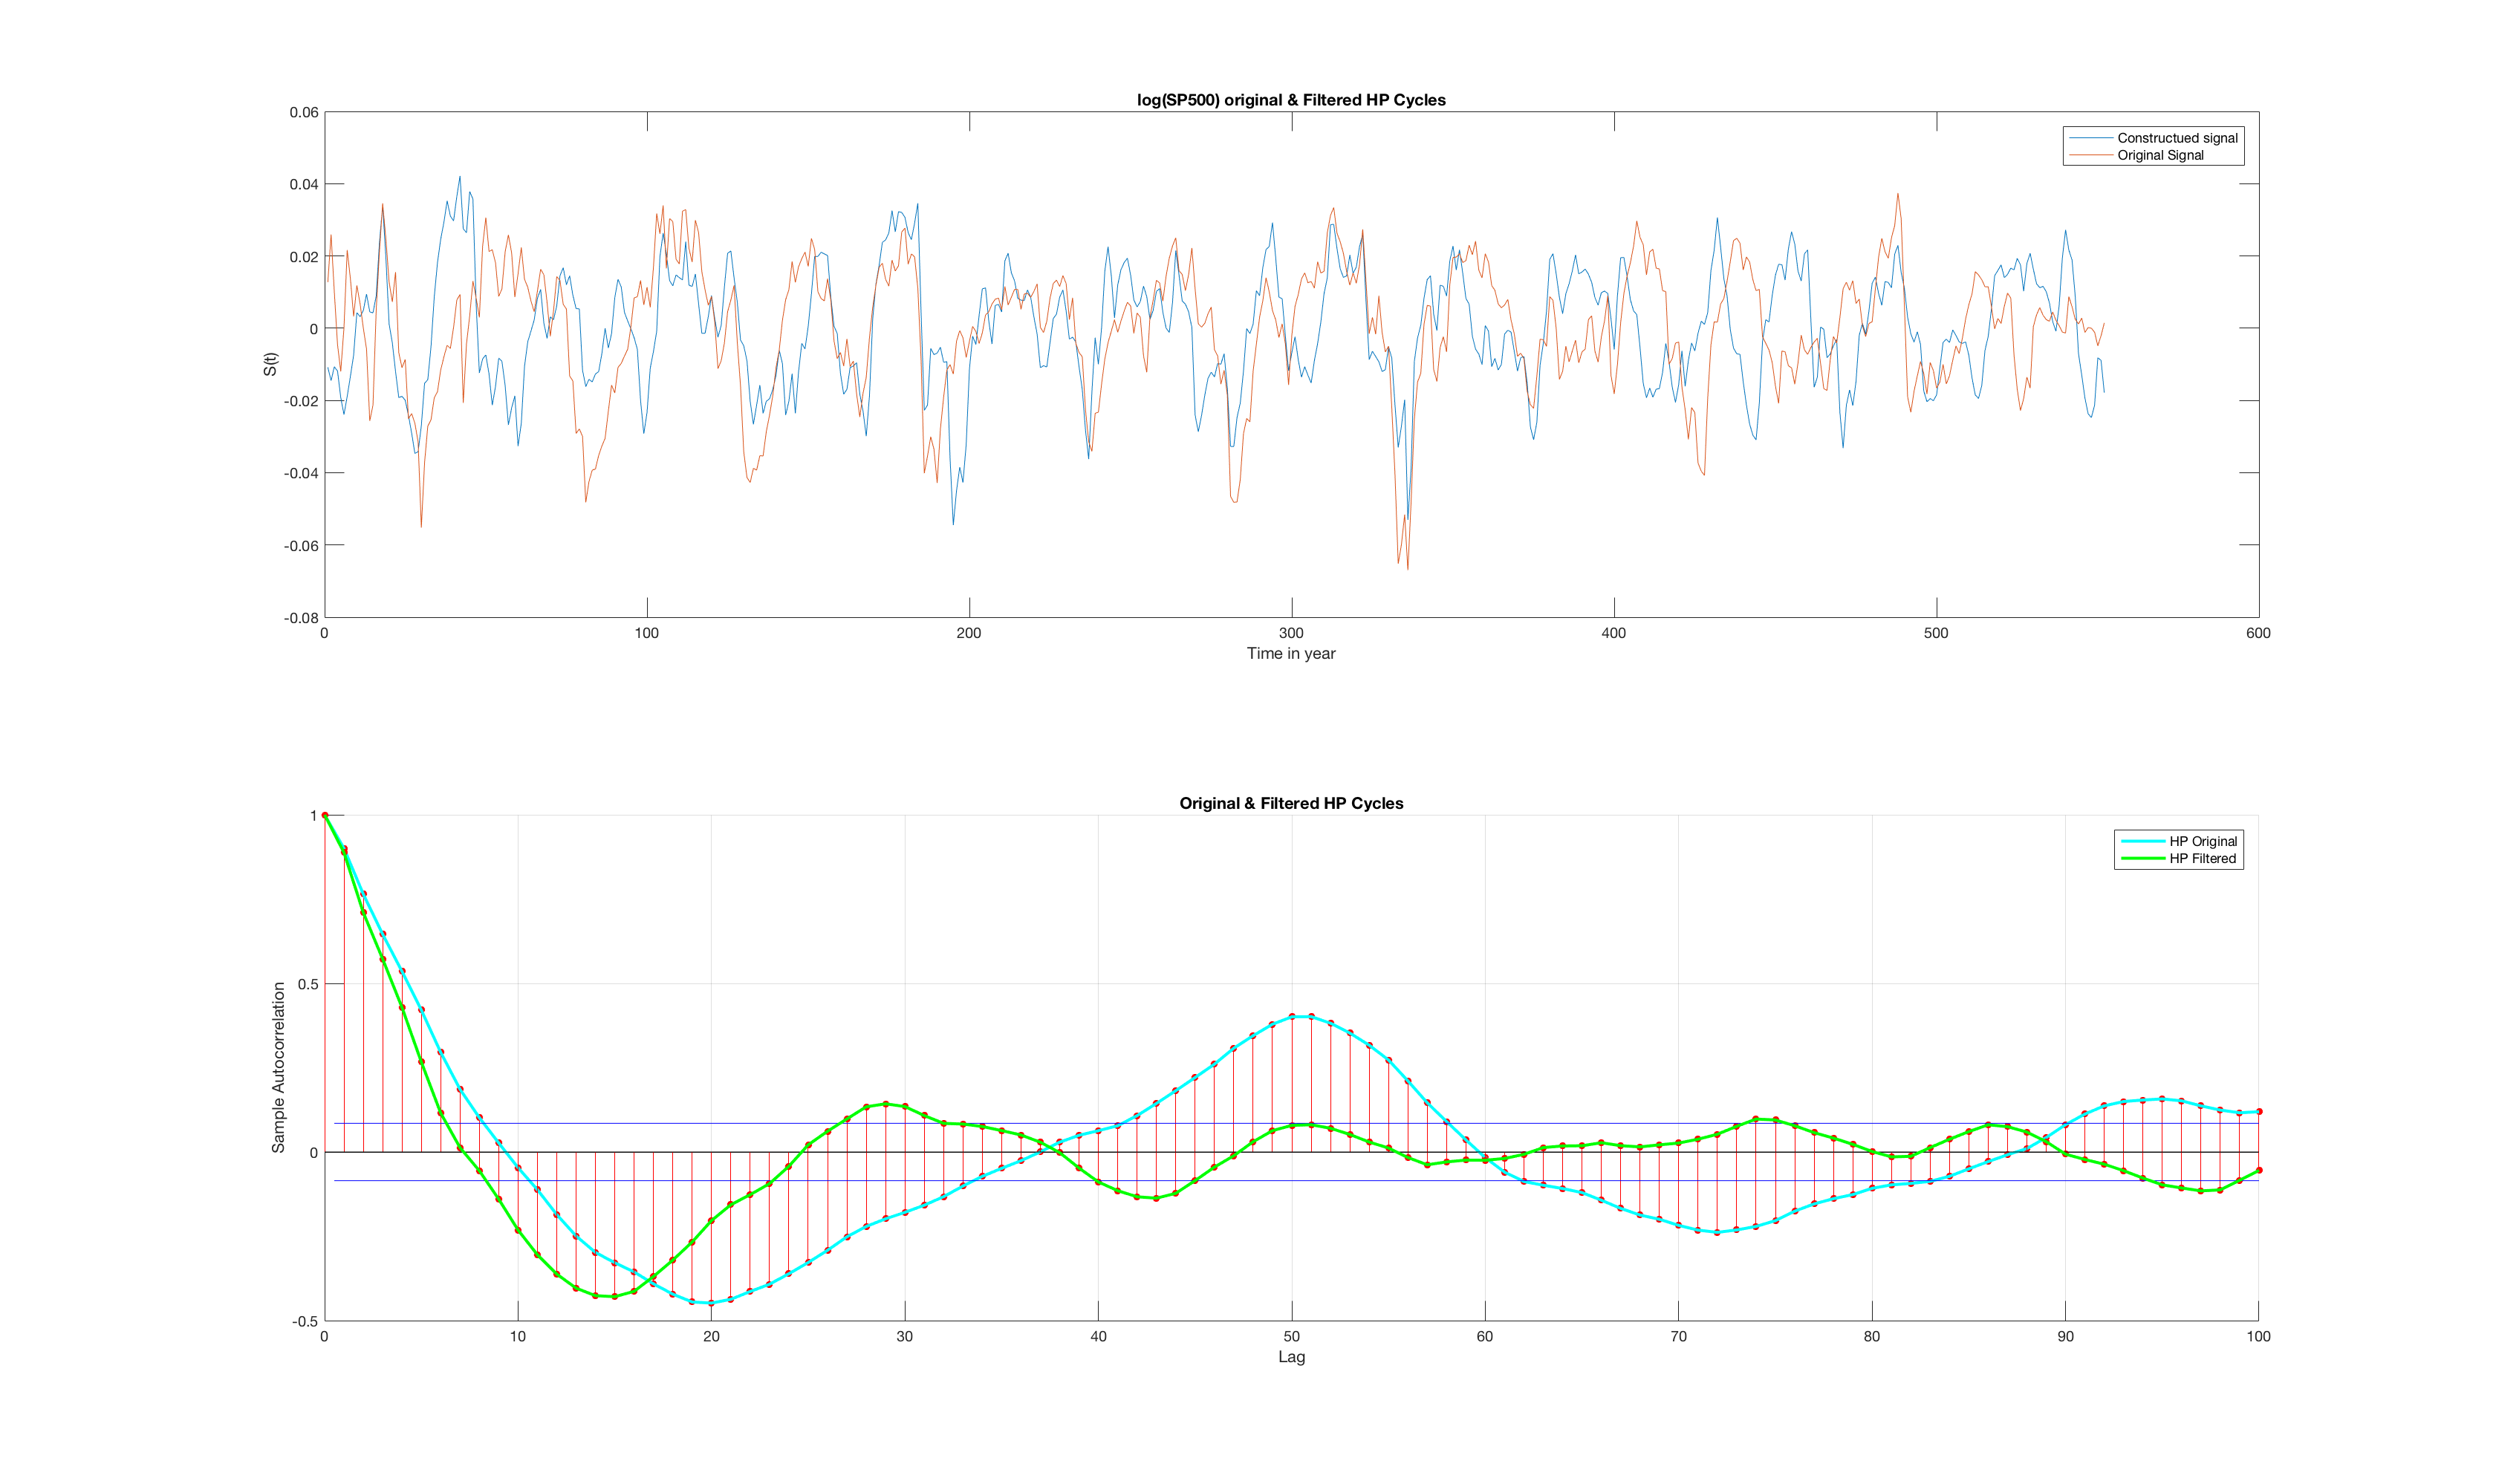 log(SP500) original & Filtered HP Cycles
0.06
0.04
0.02
0
-0.02
-0.04
-0.06
-0.08
S(t)
Constructued signal
Original Signal
0 100 200 300 400 500 600
Time in year
Original & Filtered HP Cycles
1
0.5
0
-0.5
Sample Autocorrelation
HP Original
HP Filtered
0 10 20 30 40 50 60 70 80 90 100
Lag